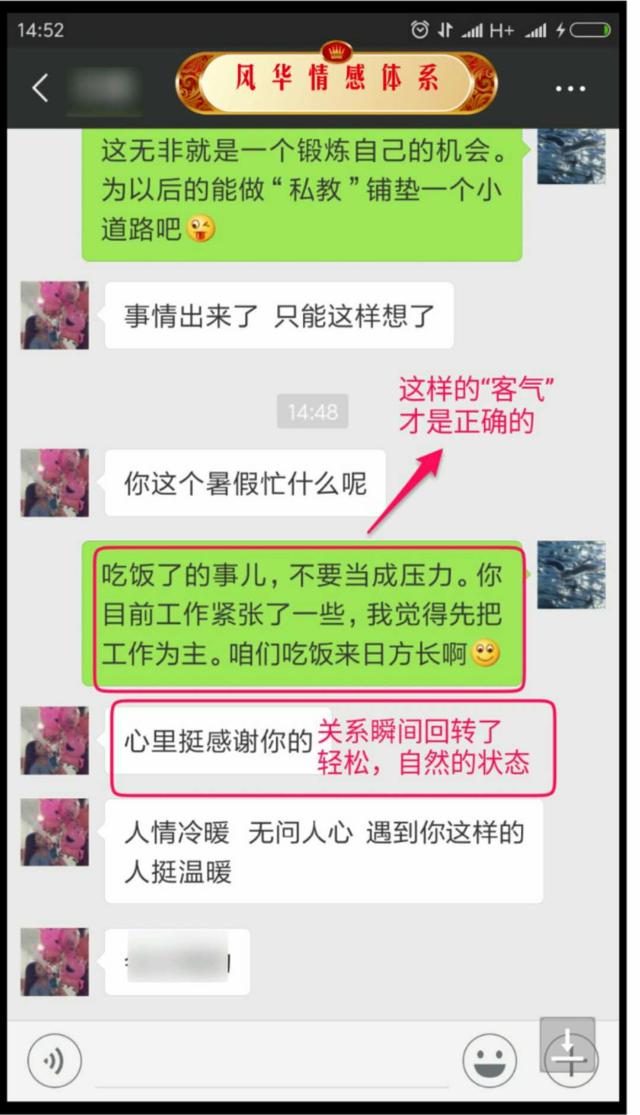 14:52
H+
风华情感体系
这无非就是一个锻炼自己的机会。
为以后的能做“私教”铺垫一个小
道路吧
事情出来了 只能这样想了
这样的“客气”
才是正确的
14:48
你这个暑假忙什么呢
吃饭了的事儿，不要当成压力。你
目前工作紧张了一些，我觉得先把
工作为主。咱们吃饭来日方长啊
心里挺感谢你的
关系瞬间回转了
轻松，自然的状态
人情冷暖 无问人心 遇到你这样的
人挺温暖